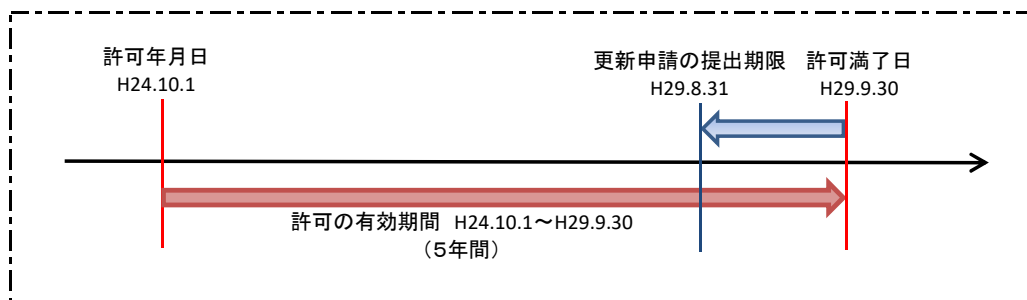 許可年月日
H24.10.1
更新申請の提出期限
H29.8.31
許可満了日
H29.9.30
許可の有効期間 H24.10.1～H29.9.30
（５年間）